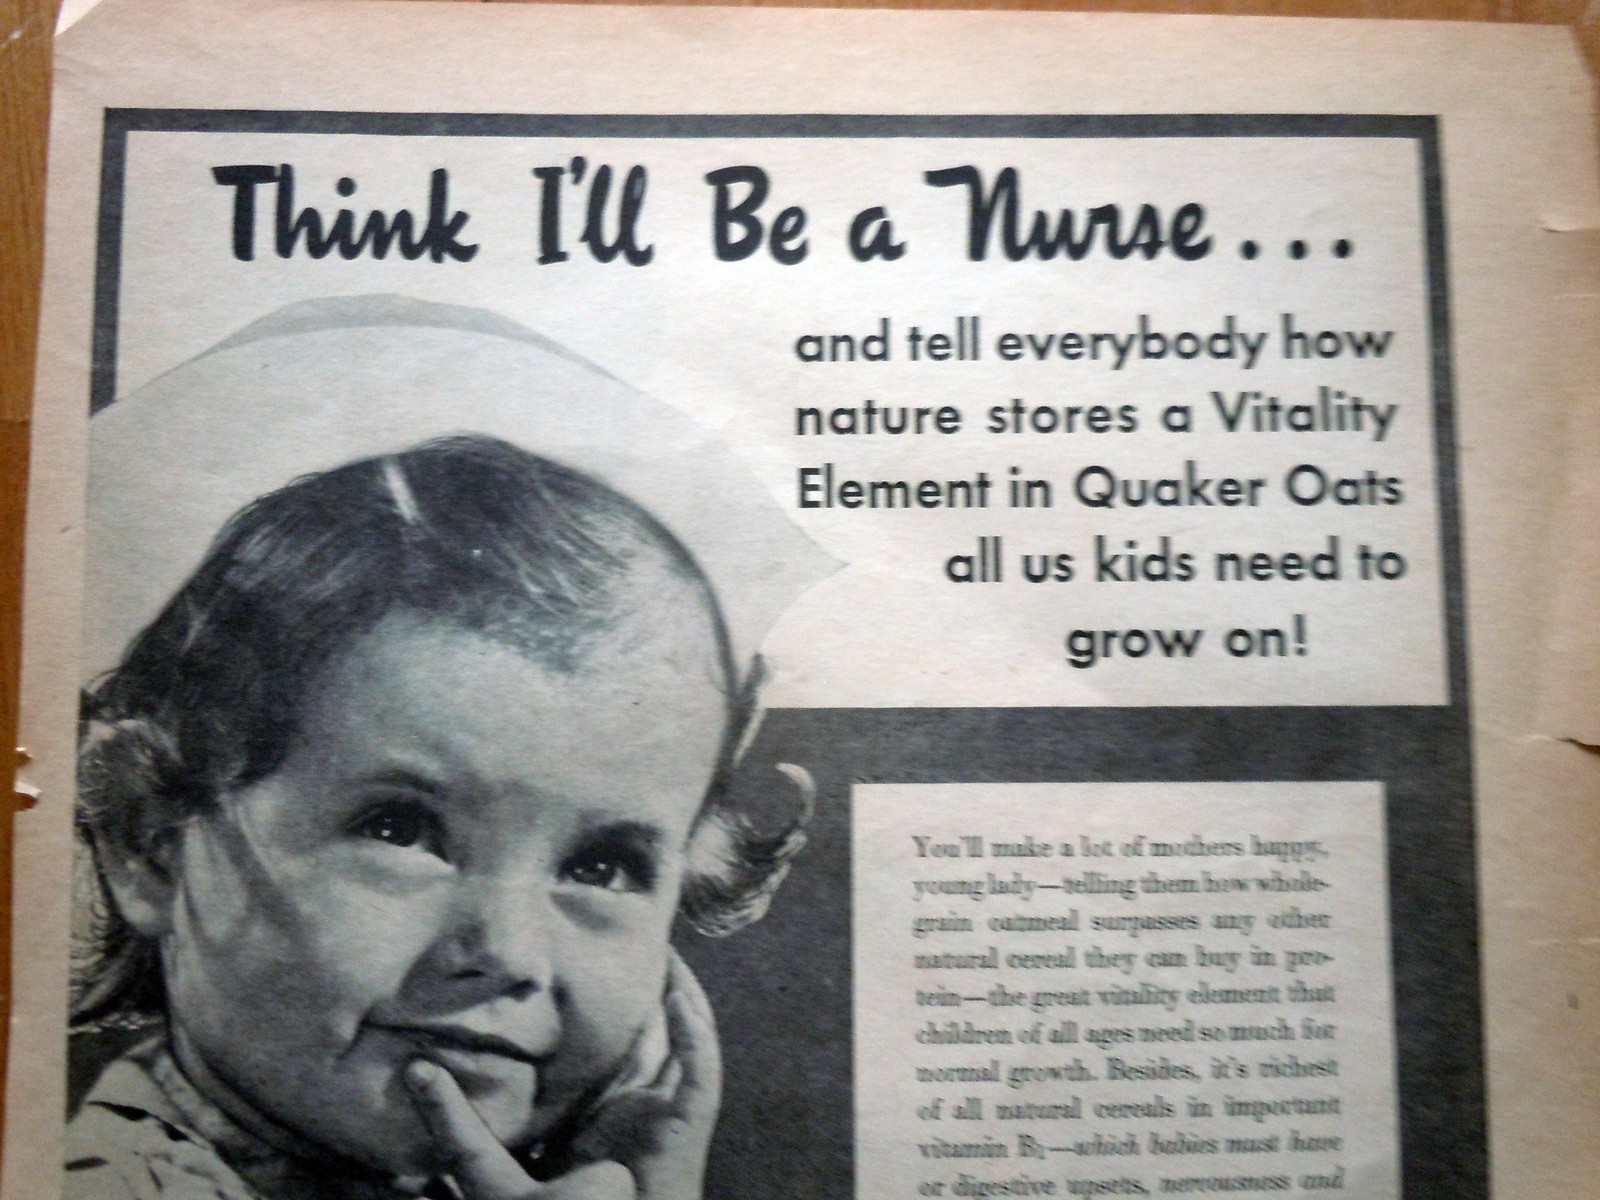 Think I'll Be a Nurse...
and tell everybody how
nature stores a Vitality
Element in Quaker Oats
all us kids need to
grow on!
You'll make a lot of mothers happy,
young lady—telling them how whole-
grain oatmeal surpasses any other
natural cereal they can buy in pro-
tein—the great vitality element that
children of all ages need so much for
normal growth. Besides, it's richest
of all natural cereals in important
vitamin B₁—which babies must have
or digestive upsets, nervousness and